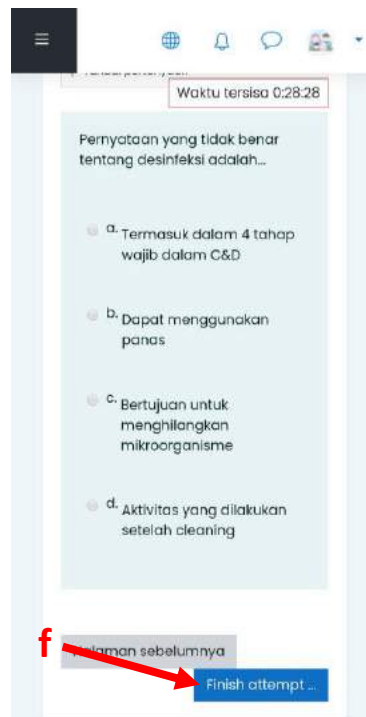 Waktu tersisa 0:28:28
Pernyataan yang tidak benar
tentang desinfeksi adalah...
a. Termasuk dalam 4 tahap
wajib dalam C&D
b. Dapat menggunakan
panas
c. Bertujuan untuk
menghilangkan
mikroorganisme
d. Aktivitas yang dilakukan
setelah cleaning
f
sebelumnya
Finish attempt ...